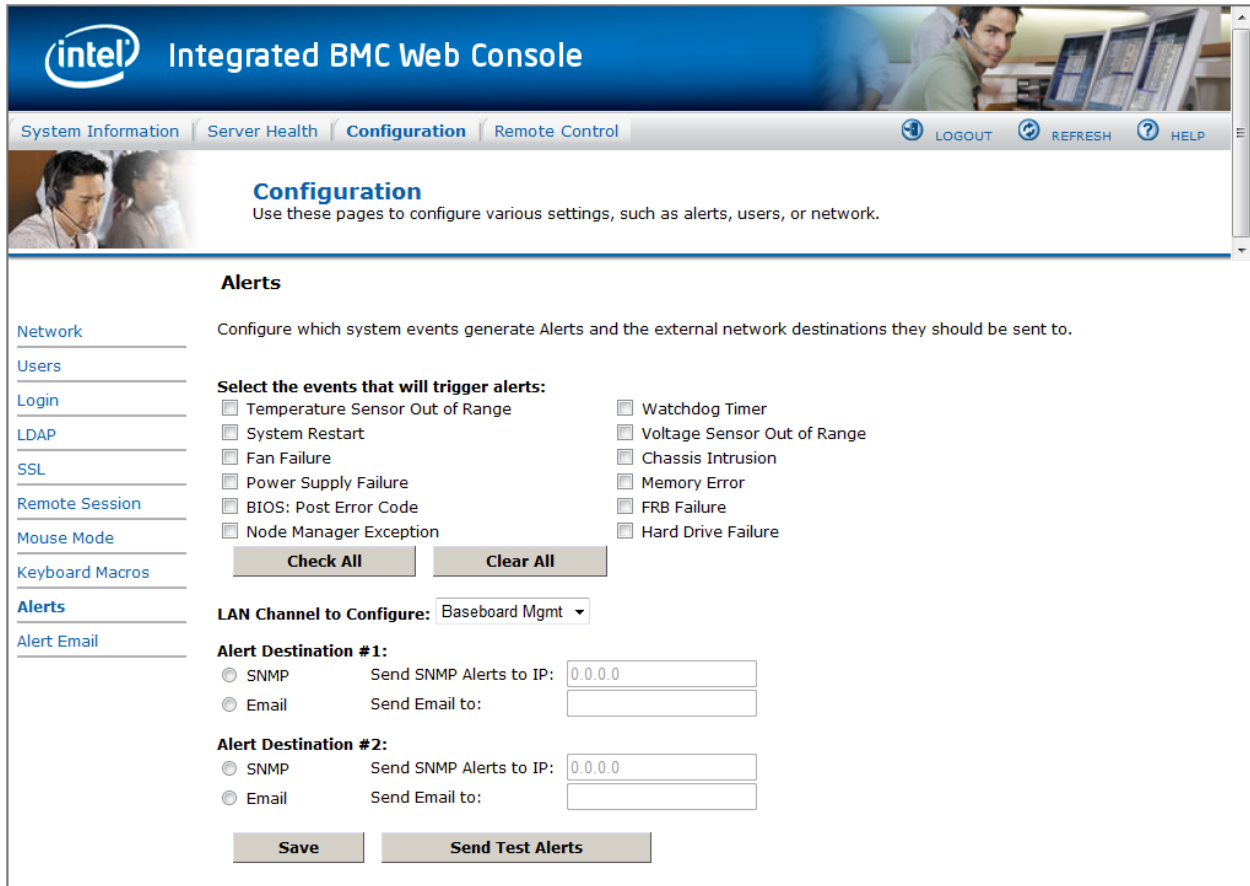 intel Integrated BMC Web Console
System Information Server Health Configuration Remote Control LOGOUT REFRESH ? HELP
Configuration
Use these pages to configure various settings, such as alerts, users, or network.
Alerts
Network
Users
Login
LDAP
SSL
Remote Session
Mouse Mode
Keyboard Macros
Alerts
Alert Email
Configure which system events generate Alerts and the external network destinations they should be sent to.
Select the events that will trigger alerts:
Temperature Sensor Out of Range Watchdog Timer
System Restart Voltage Sensor Out of Range
Fan Failure Chassis Intrusion
Power Supply Failure Memory Error
BIOS: Post Error Code FRB Failure
Node Manager Exception Hard Drive Failure
Check All Clear All
LAN Channel to Configure: Baseboard Mgmt
Alert Destination #1:
SNMP Send SNMP Alerts to IP: 0.0.0.0
Email Send Email to:
Alert Destination #2:
SNMP Send SNMP Alerts to IP: 0.0.0.0
Email Send Email to:
Save Send Test Alerts